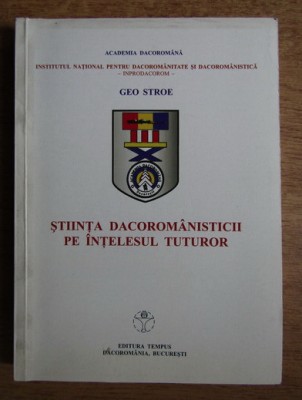 ACADEMIA DACOROMÂNĂ
INSTITUTUL NAȚIONAL PENTRU DACOROMÂNITATE ȘI DACOROMÂNISTICĂ
– INPRODACOROM –
GEO STROE
ȘTIINȚA DACOROMÂNISTICII
PE ÎNȚELESUL TUTUROR
EDITURA TEMPUS
DACOROMÂNIA, BUCUREȘTI